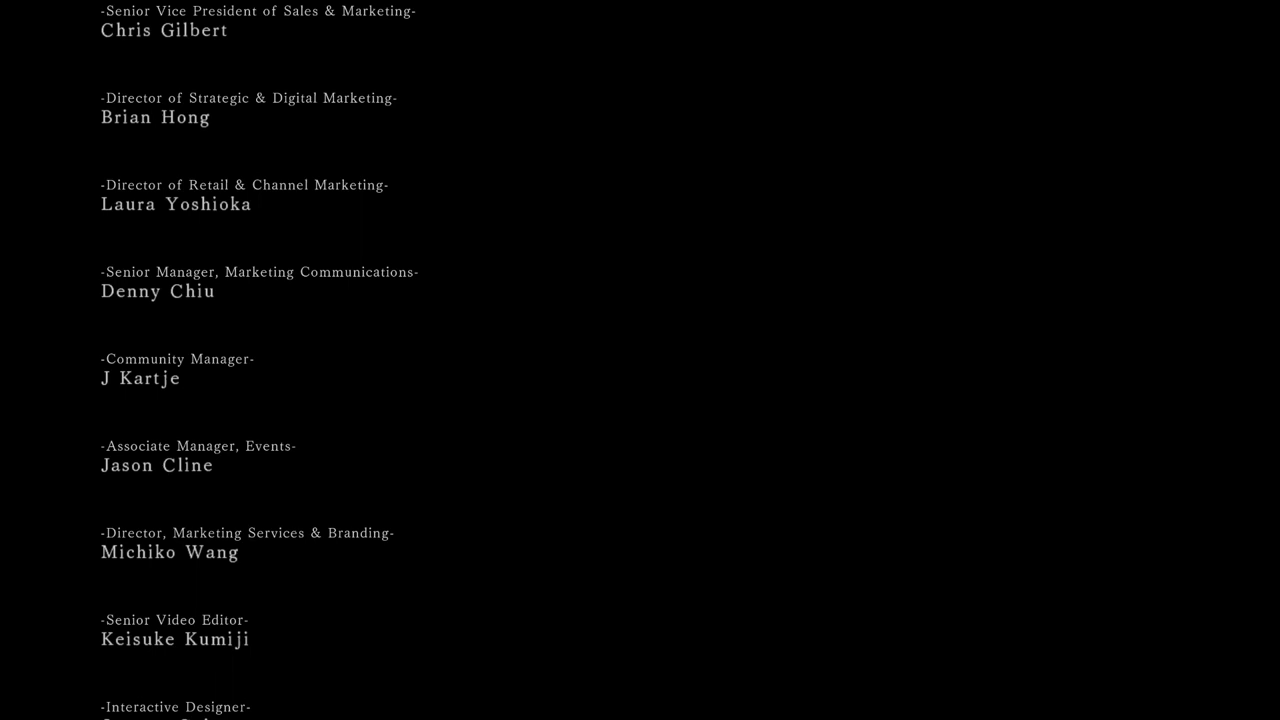 -Senior Vice President of Sales & Marketing-
Chris Gilbert
-Director of Strategic & Digital Marketing-
Brian Hong
-Director of Retail & Channel Marketing-
Laura Yoshioka
-Senior Manager, Marketing Communications-
Denny Chiu
-Community Manager-
J Kartje
-Associate Manager, Events-
Jason Cline
-Director, Marketing Services & Branding-
Michiko Wang
-Senior Video Editor-
Keisuke Kumiji
-Interactive Designer-